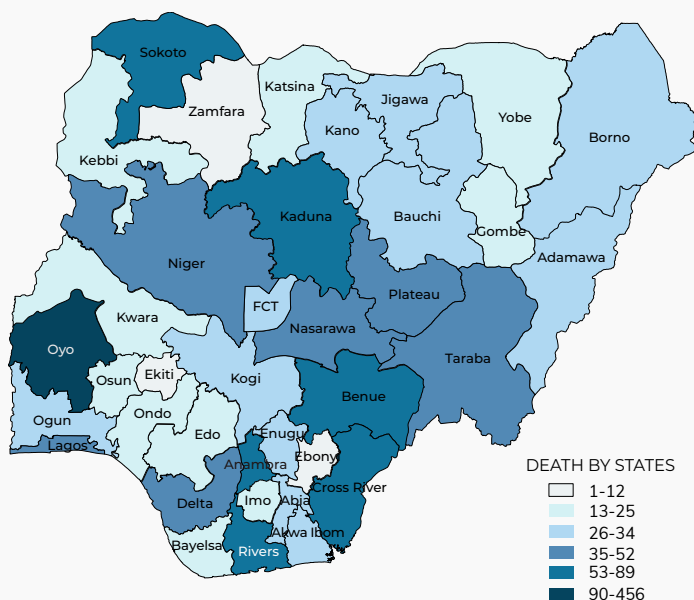 Sokoto
Katsina
Jigawa
Zamfara
Yobe
Kano
Borno
Kebbi
Kaduna
Bauchi
Gombe
Adamawa
Niger
Plateau
FCT
Kwara
Nasarawa
Oyo
Taraba
Ekiti
Osun
Kogi
Benue
Ondo
Ogun
Edo
Enugu
Lagos
Ebony
Anambra
Cross River
Delta
Imo
Abia
Akwa Ibom
Bayelsa
Rivers
DEATH BY STATES
1-12
13-25
26-34
35-52
53-89
90-456